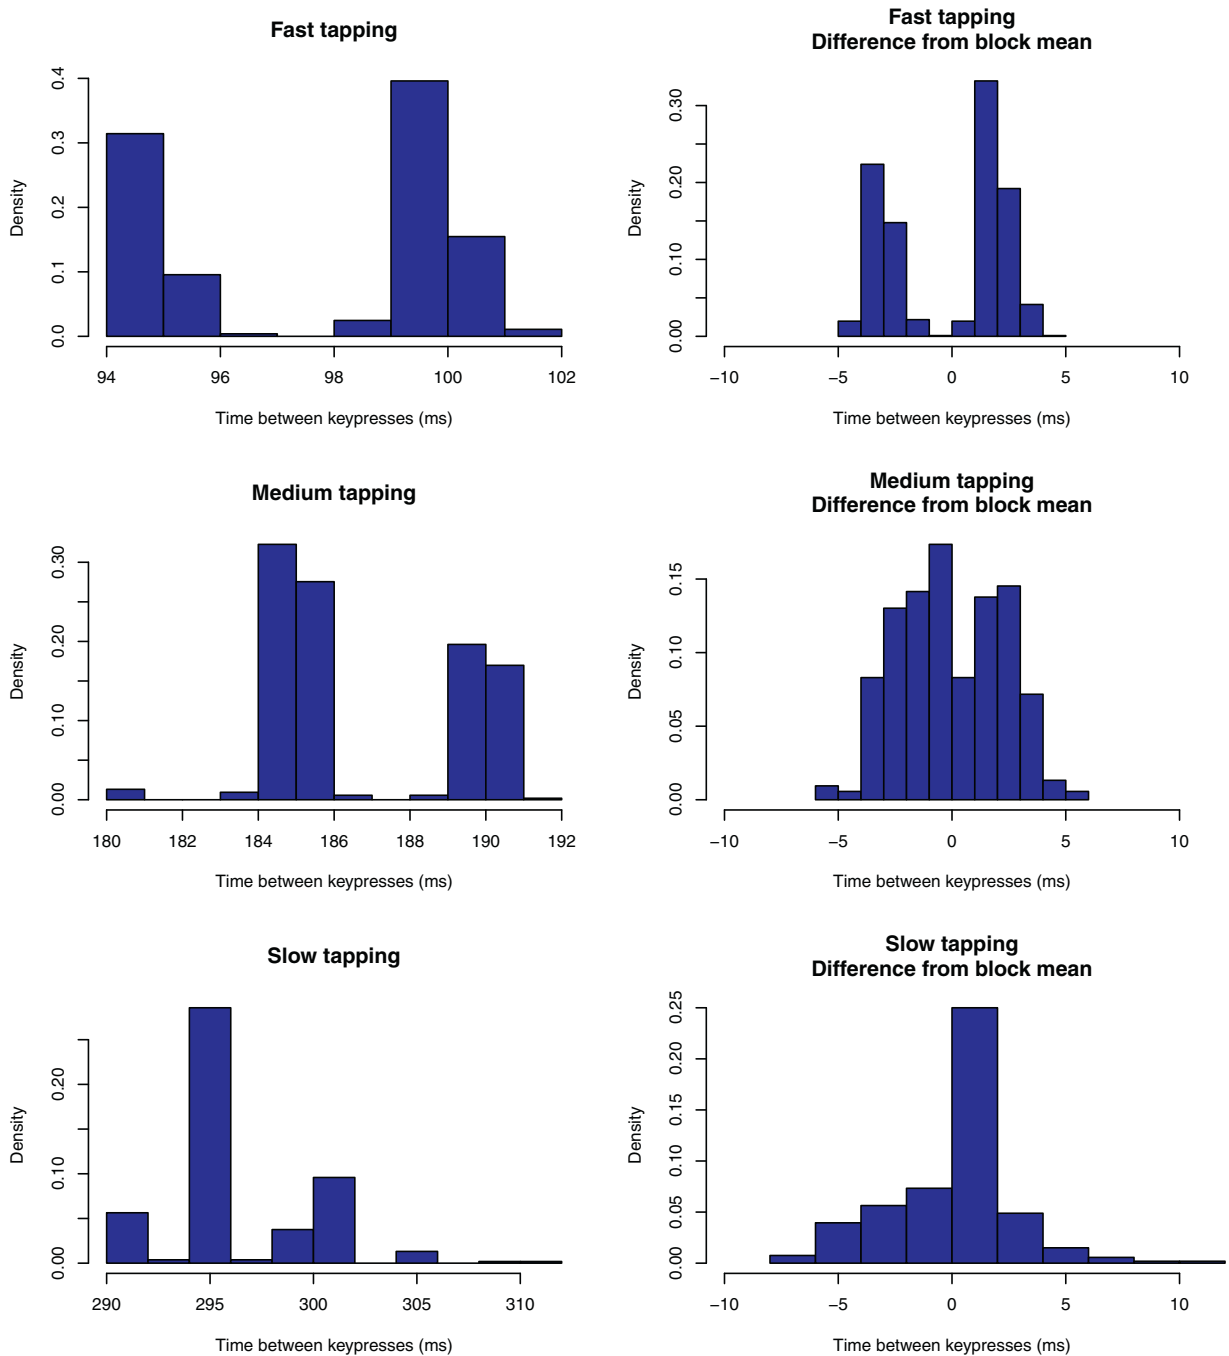 Fast tapping
Density
0.0 0.1 0.2 0.3 0.4
94 96 98 100 102
Time between keypresses (ms)
Fast tapping
Difference from block mean
Density
0.00 0.10 0.20 0.30
−10 −5 0 5 10
Time between keypresses (ms)
Medium tapping
Density
0.00 0.10 0.20 0.30
180 182 184 186 188 190 192
Time between keypresses (ms)
Medium tapping
Difference from block mean
Density
0.00 0.05 0.10 0.15
−10 −5 0 5 10
Time between keypresses (ms)
Slow tapping
Density
0.00 0.10 0.20
290 295 300 305 310
Time between keypresses (ms)
Slow tapping
Difference from block mean
Density
0.00 0.05 0.10 0.15 0.20 0.25
−10 −5 0 5 10
Time between keypresses (ms)